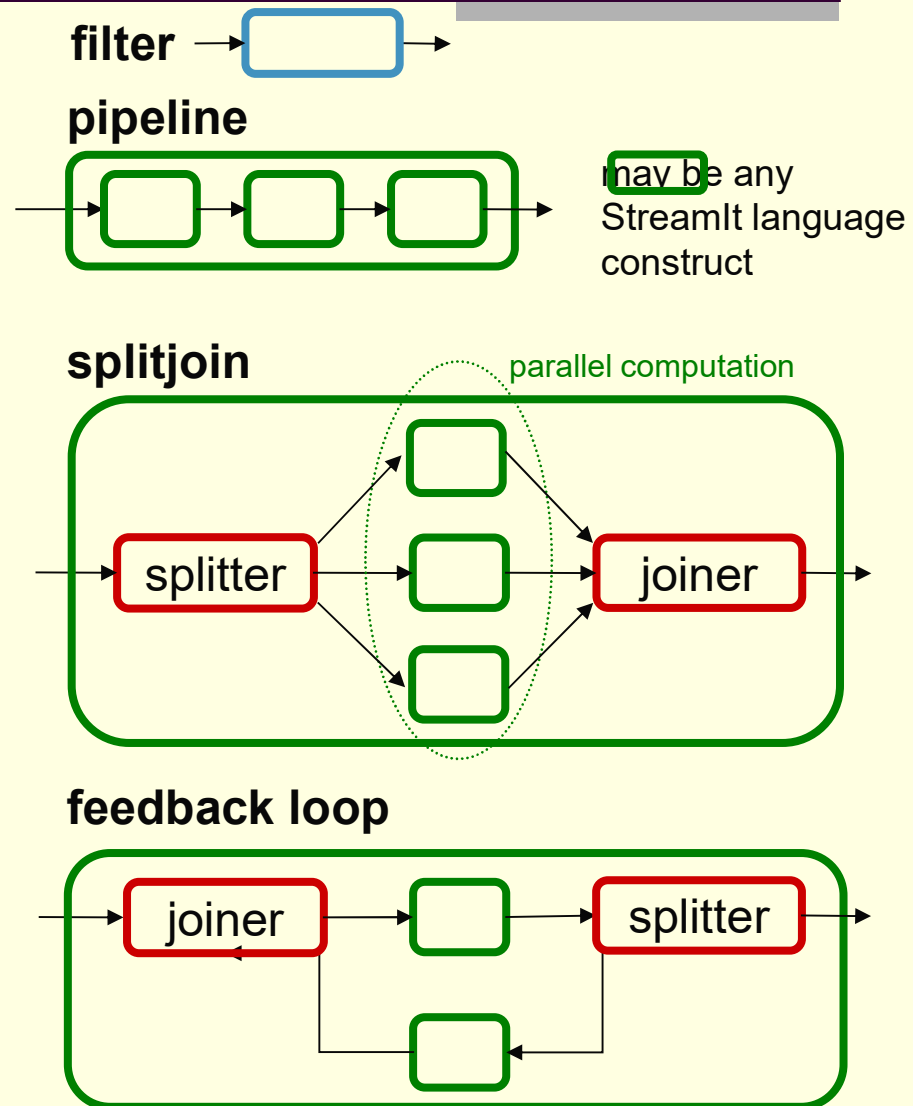 filter
pipeline
may be any
StreamIt language
construct
splitjoin
parallel computation
splitter
joiner
feedback loop
joiner
splitter